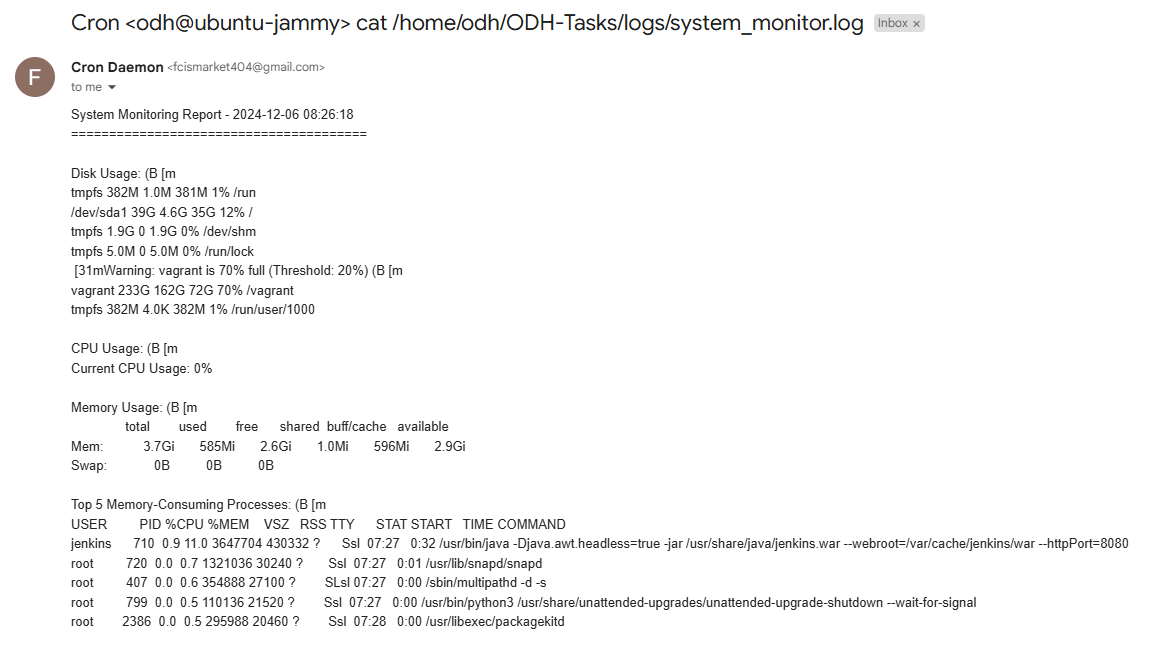 Cron <odh@ubuntu-jammy> cat /home/odh/ODH-Tasks/logs/system_monitor.log Inbox ×
F
Cron Daemon <fcismarket404@gmail.com>
to me
System Monitoring Report - 2024-12-06 08:26:18
=======================================
Disk Usage: (B [m
tmpfs 382M 1.0M 381M 1% /run
/dev/sda1 39G 4.6G 35G 12% /
tmpfs 1.9G 0 1.9G 0% /dev/shm
tmpfs 5.0M 0 5.0M 0% /run/lock
[31mWarning: vagrant is 70% full (Threshold: 20%) (B [m
vagrant 233G 162G 72G 70% /vagrant
tmpfs 382M 4.0K 382M 1% /run/user/1000
CPU Usage: (B [m
Current CPU Usage: 0%
Memory Usage: (B [m
total used free shared buff/cache available
Mem: 3.7Gi 585Mi 2.6Gi 1.0Mi 596Mi 2.9Gi
Swap: 0B 0B 0B
Top 5 Memory-Consuming Processes: (B [m
USER PID %CPU %MEM VSZ RSS TTY STAT START TIME COMMAND
jenkins 710 0.9 11.0 3647704 430332 ? Ssl 07:27 0:32 /usr/bin/java -Djava.awt.headless=true -jar /usr/share/java/jenkins.war --webroot=/var/cache/jenkins/war --httpPort=8080
root 720 0.0 0.7 1321036 30240 ? Ssl 07:27 0:01 /usr/lib/snapd/snapd
root 407 0.0 0.6 354888 27100 ? SLsl 07:27 0:00 /sbin/multipathd -d -s
root 799 0.0 0.5 110136 21520 ? Ssl 07:27 0:00 /usr/bin/python3 /usr/share/unattended-upgrades/unattended-upgrade-shutdown --wait-for-signal
root 2386 0.0 0.5 295988 20460 ? Ssl 07:28 0:00 /usr/libexec/packagekitd